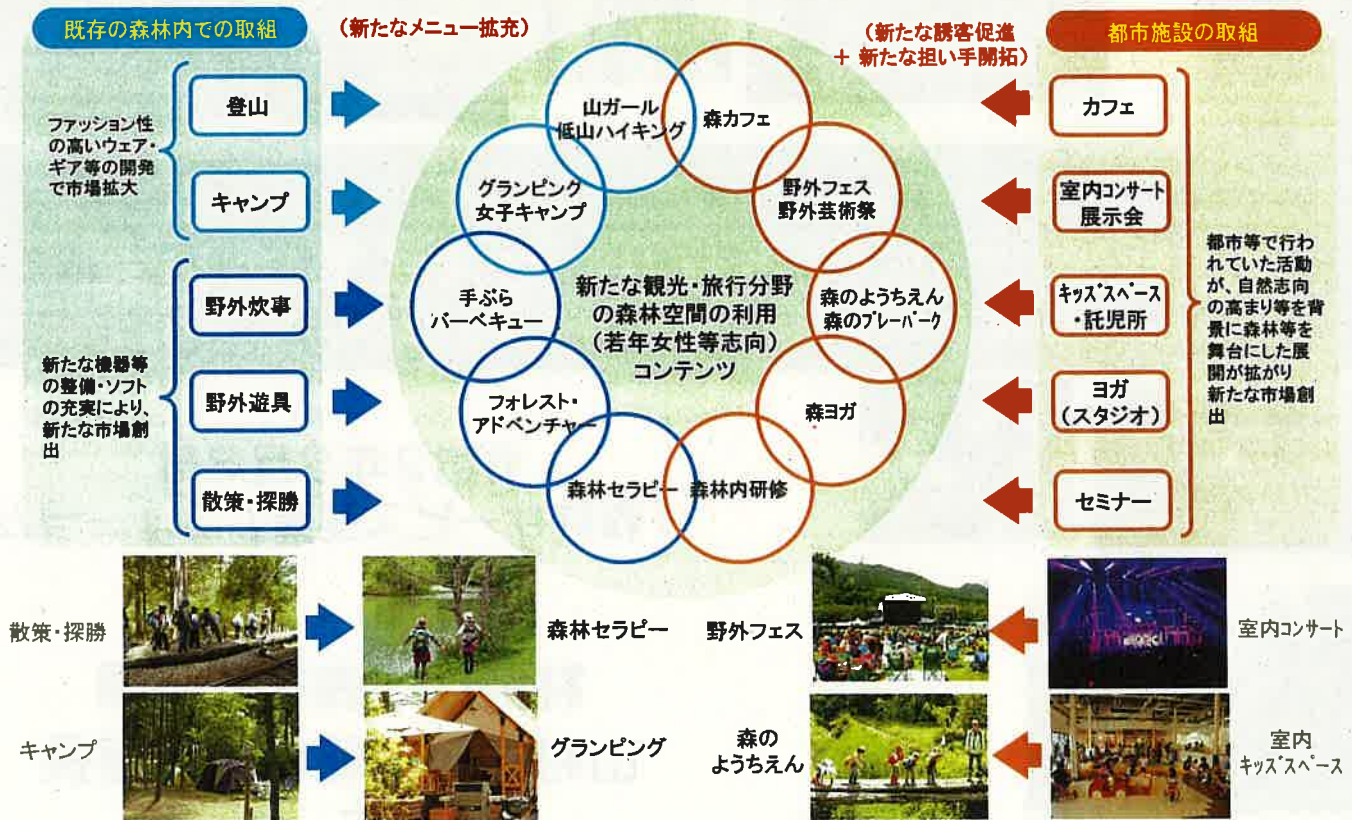 既存の森林内での取組
(新たなメニュー拡充)
(新たな誘客促進
+ 新たな担い手開拓)
都市施設の取組
ファッション性
の高いウェア・
ギア等の開発
で市場拡大
登山
キャンプ
新たな機器等
の整備・ソフト
の充実により、
新たな市場創
出
野外炊事
野外遊具
散策・探勝
山ガール
低山ハイキング
森カフェ
グランピング
女子キャンプ
野外フェス
野外芸術祭
手ぶら
バーベキュー
新たな観光・旅行分野
の森林空間の利用
(若年女性等志向)
コンテンツ
森のようちえん
森のプレーパーク
フォレスト・
アドベンチャー
森ヨガ
森林セラピー
森林内研修
カフェ
室内コンサート
展示会
キッズスペース
・託児所
ヨガ
(スタジオ)
セミナー
都市等で行わ
れていた活動
が、自然志向
の高まり等を背
景に森林等を
舞台にした展
開が拡がり
新たな市場創
出
散策・探勝
森林セラピー
野外フェス
室内コンサート
キャンプ
グランピング
森の
ようちえん
室内
キッズスペース